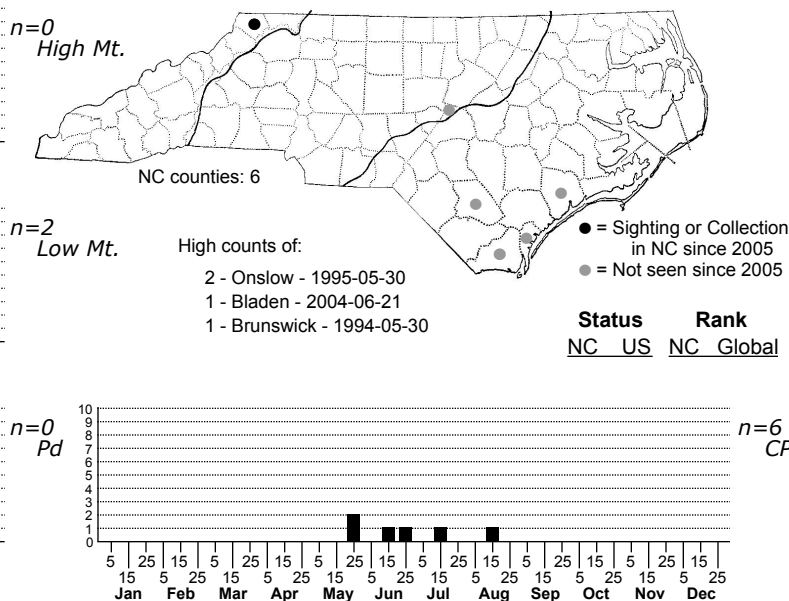 n=0
High Mt.
NC counties: 6
n=2
Low Mt.
High counts of:
2 - Onslow - 1995-05-30
1 - Bladen - 2004-06-21
1 - Brunswick - 1994-05-30
● = Sighting or Collection
in NC since 2005
● = Not seen since 2005
Status Rank
NC US NC Global
n=0
Pd
10
9
8
7
6
5
4
3
2
1
0
n=6
CP
5 25 15 5 25 15 5 25 15 5 25 15 5 25 15 5 25 15
15 5 25 15 5 25 15 5 25 15 5 25 15 5 25 15 5 25
Jan Feb Mar Apr May Jun Jul Aug Sep Oct Nov Dec